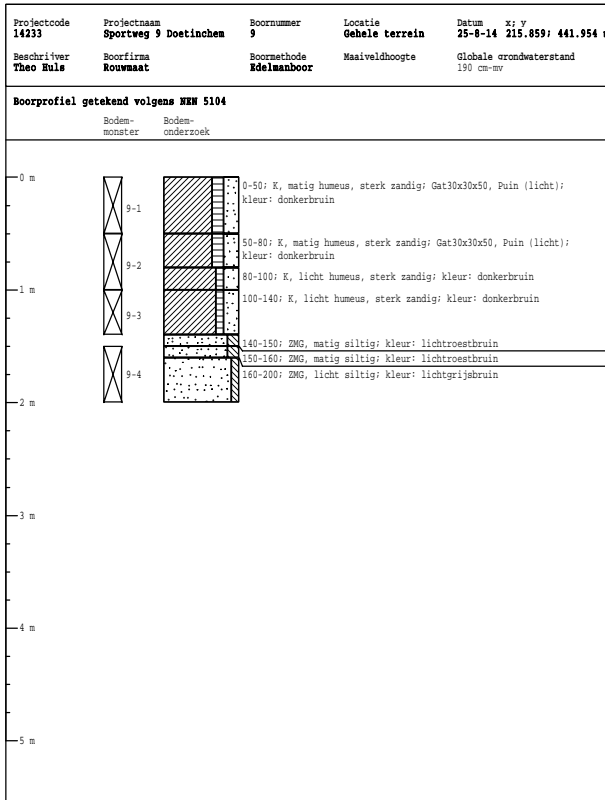 Projectcode Projectnaam Boornummer Locatie Datum x; y
14233 Sportweg 9 Doetinchem 9 Gehele terrein 25-8-14 215.859; 441.954
Beschrijver Boorfirma Boormethode Maaiveldhoogte Globale grondwaterstand
Theo Huls Rouwmaat Edelmanboor 190 cm-mv
Boorprofiel getekend volgens NEN 5104
Bodem- Bodem-
monster onderzoek
0 m
0-50; K, matig humeus, sterk zandig; Gat30x30x50, Puin (licht);
kleur: donkerbruin
9-1
50-80; K, matig humeus, sterk zandig; Gat30x30x50, Puin (licht);
kleur: donkerbruin
9-2
80-100; K, licht humeus, sterk zandig; kleur: donkerbruin
1 m
100-140; K, licht humeus, sterk zandig; kleur: donkerbruin
9-3
140-150; ZMG, matig siltig; kleur: lichtroestbruin
150-160; ZMG, matig siltig; kleur: lichtroestbruin
9-4
160-200; ZMG, licht siltig; kleur: lichtgrijsbruin
2 m
3 m
4 m
5 m